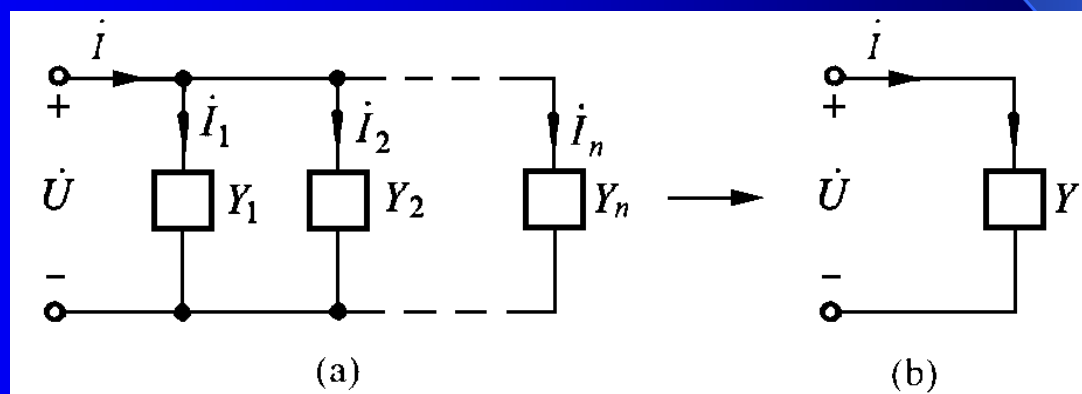 İ İ
+ İ₁ İ₂ İₙ +
U̇ Y₁ Y₂ Yₙ U̇ Y
− −
(a) (b)